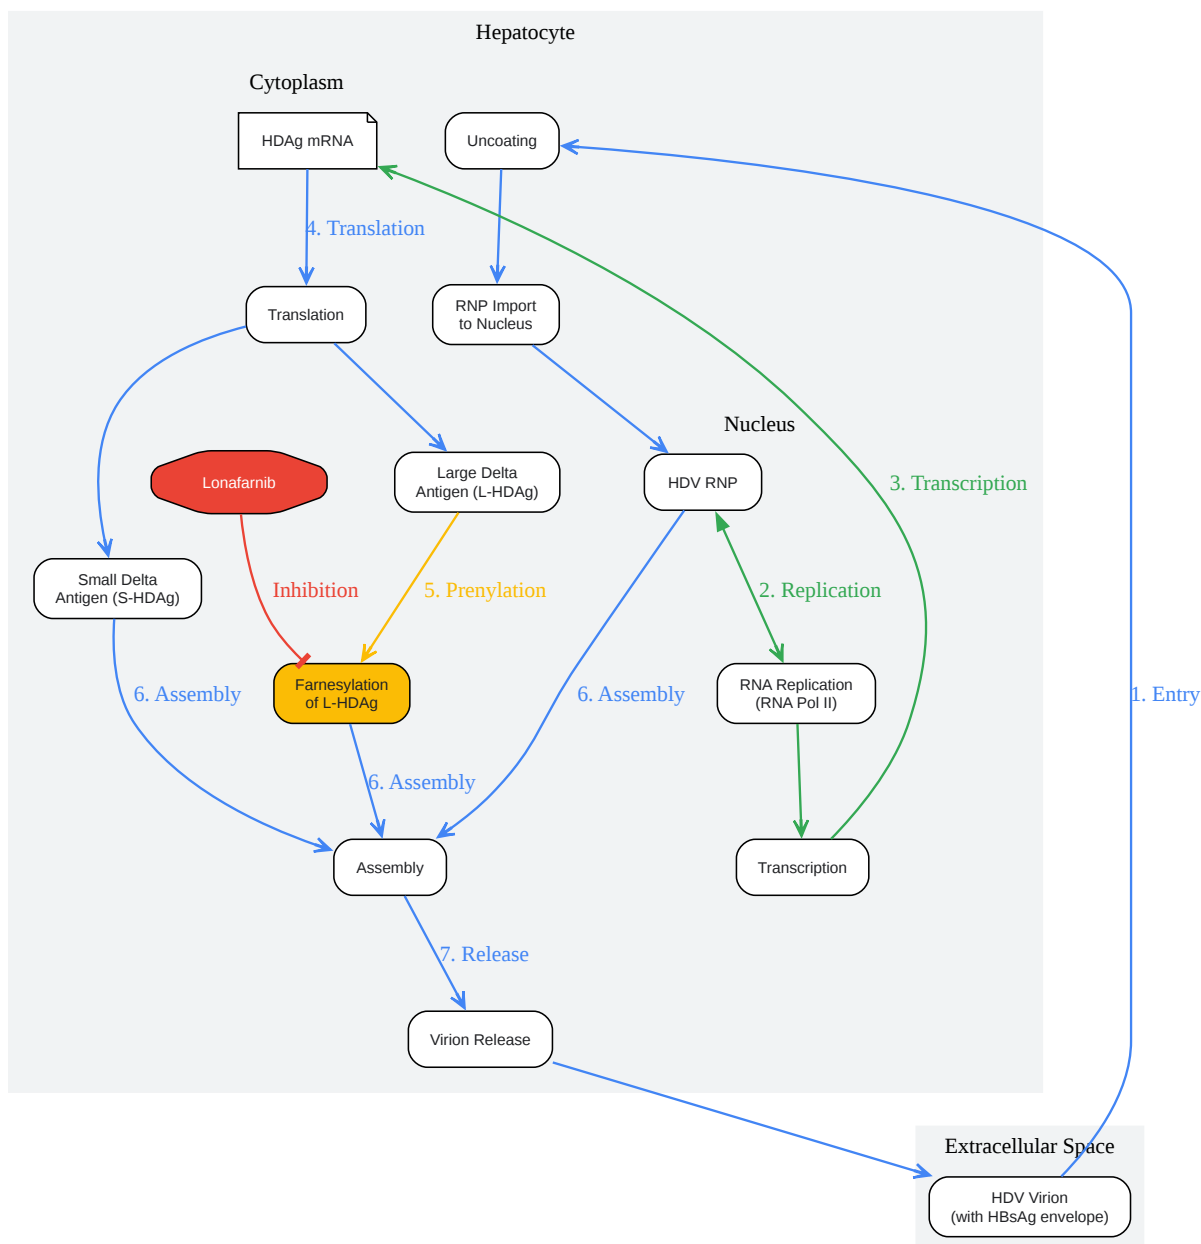 Hepatocyte
Cytoplasm
HDAg mRNA
Uncoating
4. Translation
Translation
RNP Import
to Nucleus
Nucleus
Lonafarnib
Large Delta
Antigen (L-HDAg)
HDV RNP
3. Transcription
Small Delta
Antigen (S-HDAg)
Inhibition
5. Prenylation
2. Replication
6. Assembly
Farnesylation
of L-HDAg
6. Assembly
RNA Replication
(RNA Pol II)
1. Entry
6. Assembly
Assembly
Transcription
7. Release
Virion Release
Extracellular Space
HDV Virion
(with HBsAg envelope)